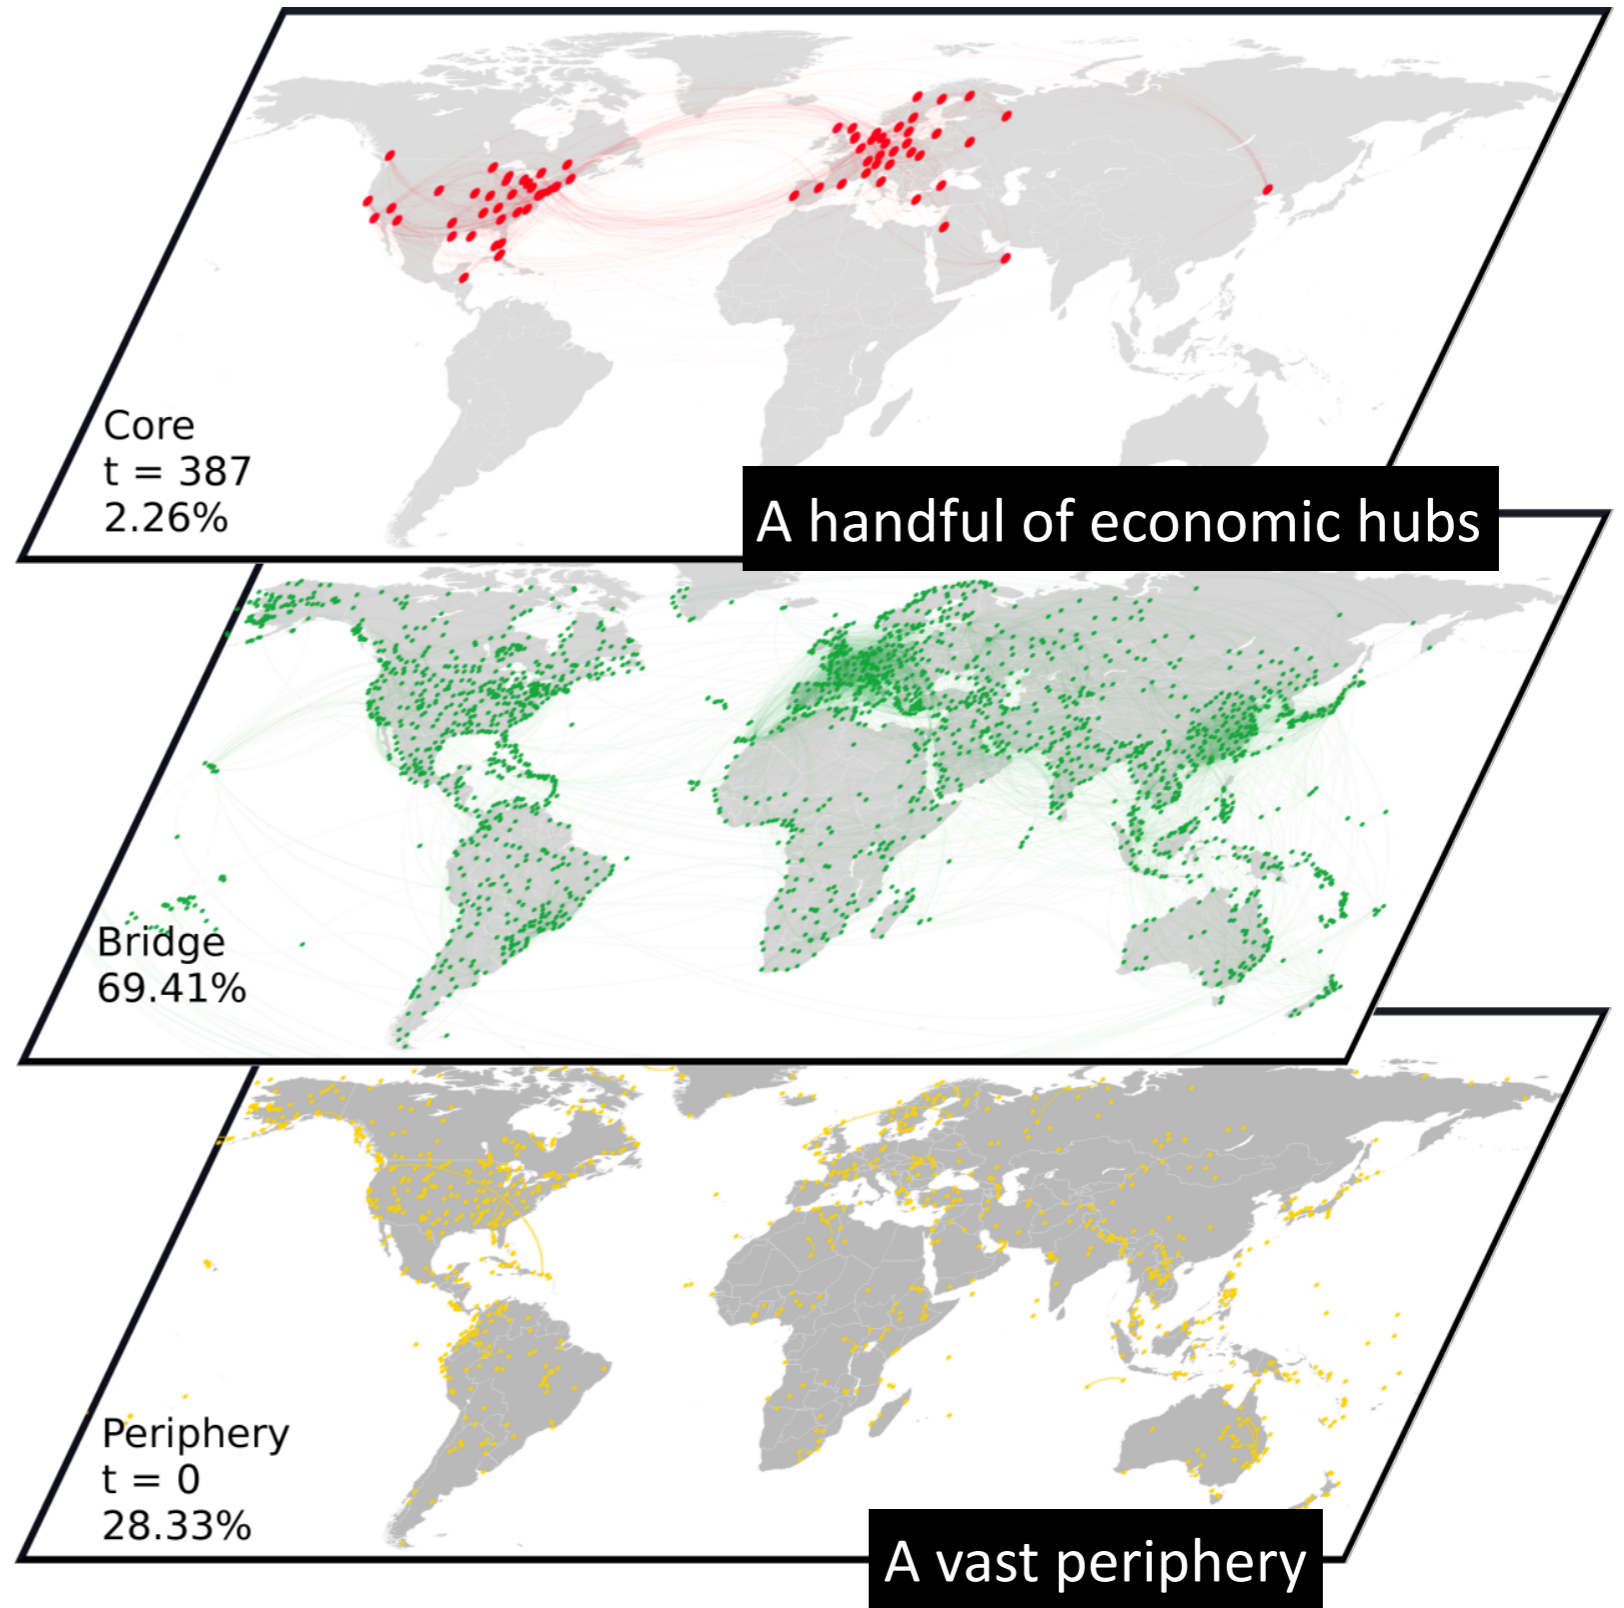 Core
t = 387
2.26%
A handful of economic hubs
Bridge
69.41%
Periphery
t = 0
28.33%
A vast periphery